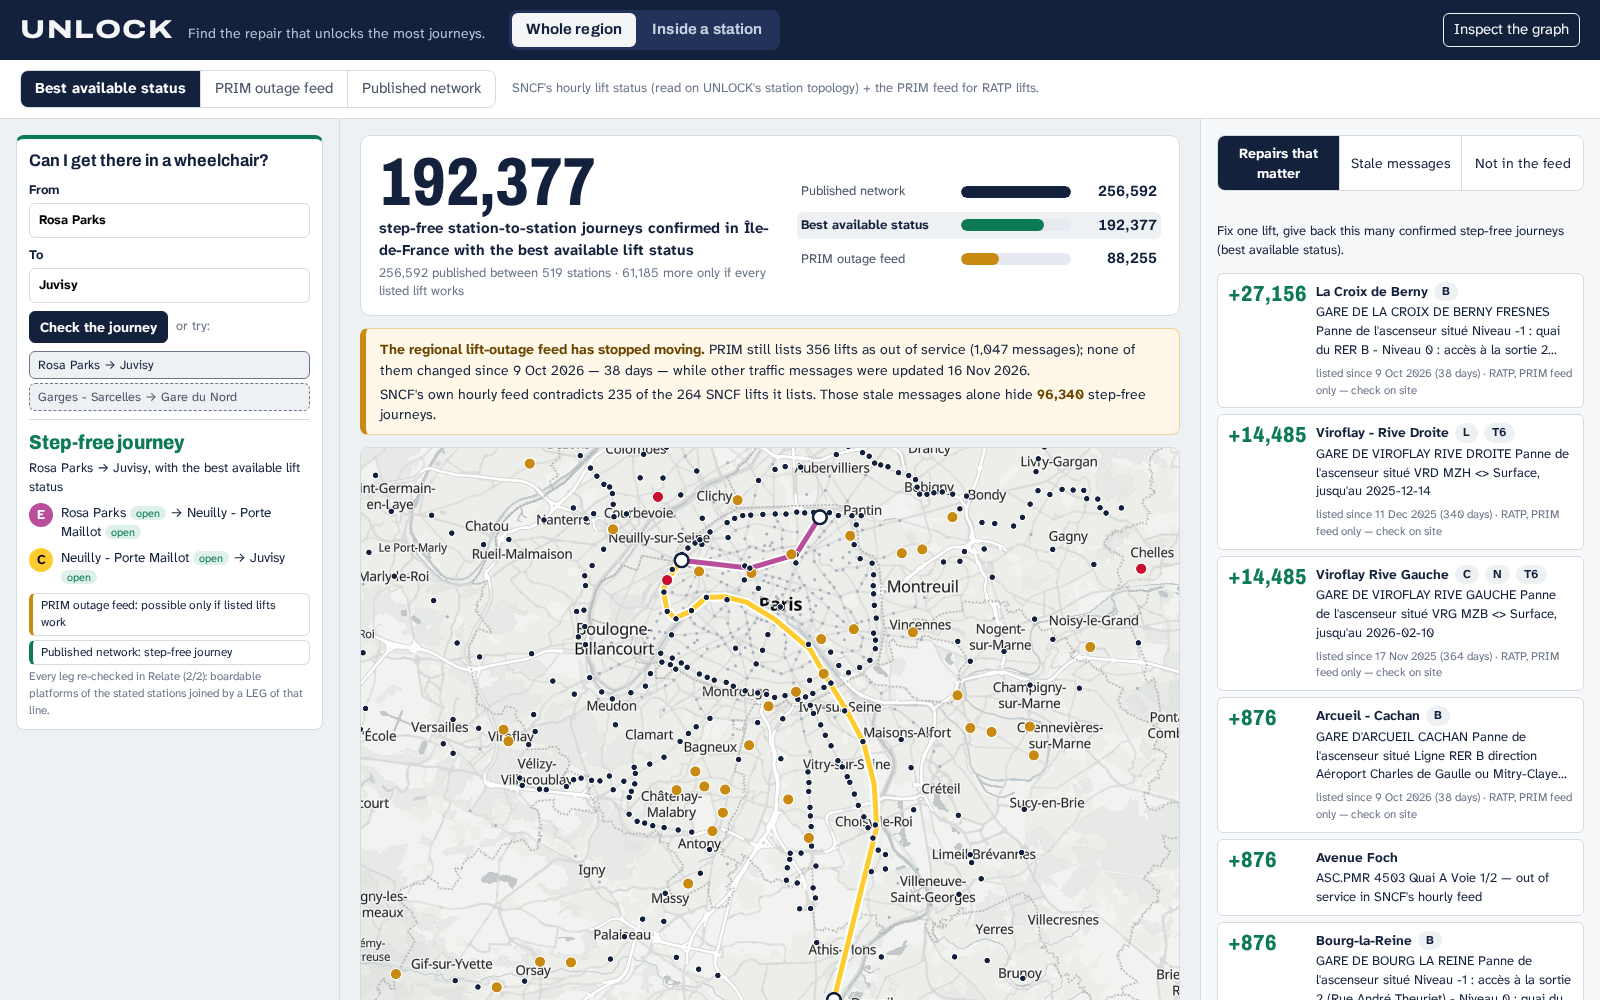 UNLOCK
Find the repair that unlocks the most journeys.
Whole region
Inside a station
Inspect the graph
Best available status
PRIM outage feed
Published network
SNCF's hourly lift status (read on UNLOCK's station topology) + the PRIM feed for RATP lifts.
Can I get there in a wheelchair?
From
Rosa Parks
To
Juvisy
Check the journey
or try:
Rosa Parks → Juvisy
Garges - Sarcelles → Gare du Nord
Step-free journey
Rosa Parks → Juvisy, with the best available lift
status
E
Rosa Parks open → Neuilly - Porte
Maillot open
C
Neuilly - Porte Maillot open → Juvisy
open
PRIM outage feed: possible only if listed lifts
work
Published network: step-free journey
Every leg re-checked in Relate (2/2): boardable
platforms of the stated stations joined by a LEG of that
line.
192,377
step-free station-to-station journeys confirmed in Île-
de-France with the best available lift status
256,592 published between 519 stations · 61,185 more only if every
listed lift works
Published network 256,592
Best available status 192,377
PRIM outage feed 88,255
The regional lift-outage feed has stopped moving. PRIM still lists 356 lifts as out of service (1,047 messages); none of
them changed since 9 Oct 2026 — 38 days — while other traffic messages were updated 16 Nov 2026.
SNCF's own hourly feed contradicts 235 of the 264 SNCF lifts it lists. Those stale messages alone hide 96,340 step-free
journeys.
Colombes
Aubervilliers
Drancy
Livry-Gargan
int-Germain-
en-Laye
Clichy
Bobigny
Bondy
Chatou
Nanterre
Courbevoie
Pantin
Le Port-Marly
Rueil-Malmaison
Neuilly-sur-Seine
Gagny
Chelles
Marly-le-Roi
Montreuil
Paris
Roi
Boulogne-
Billancourt
Vincennes
Nogent-
sur-Marne
Noisy-le-Grand
Montrouge
Ivry-sur-Seine
Champigny-
sur-Marne
Meudon
École
Versailles
Viroflay
Clamart
Bagneux
Maisons-Alfort
Chennevières-
sur-Marne
Pont
Comb
Vélizy-
Villacoublay
Vitry-sur-Seine
court
Châtenay-
Malabry
Créteil
Sucy-en-Brie
Choisy-le-Roi
Antony
Limeil-Brévannes
Igny
gny-les-
meaux
Massy
Villeneuve-
Saint-Georges
Villecresnes
Palaiseau
Yerres
émy-
vreuse
Gif-sur-Yvette
Orsay
Athis-Mons
Brunoy
Brie
R
Repairs that
matter
Stale messages
Not in the feed
Fix one lift, give back this many confirmed step-free journeys
(best available status).
+27,156
La Croix de Berny B
GARE DE LA CROIX DE BERNY FRESNES
Panne de l'ascenseur situé Niveau -1 : quai
du RER B - Niveau 0 : accès à la sortie 2...
listed since 9 Oct 2026 (38 days) · RATP, PRIM feed
only — check on site
+14,485
Viroflay - Rive Droite L T6
GARE DE VIROFLAY RIVE DROITE Panne de
l'ascenseur situé VRD MZH <> Surface,
jusqu'au 2025-12-14
listed since 11 Dec 2025 (340 days) · RATP, PRIM
feed only — check on site
+14,485
Viroflay Rive Gauche C N T6
GARE DE VIROFLAY RIVE GAUCHE Panne
de l'ascenseur situé VRG MZB <> Surface,
jusqu'au 2026-02-10
listed since 17 Nov 2025 (364 days) · RATP, PRIM
feed only — check on site
+876
Arcueil - Cachan B
GARE D'ARCUEIL CACHAN Panne de
l'ascenseur situé Ligne RER B direction
Aéroport Charles de Gaulle ou Mitry-Claye...
listed since 9 Oct 2026 (38 days) · RATP, PRIM feed
only — check on site
+876
Avenue Foch
ASC.PMR 4503 Quai A Voie 1/2 — out of
service in SNCF's hourly feed
+876
Bourg-la-Reine B
GARE DE BOURG LA REINE Panne de
l'ascenseur situé Niveau -1 : accès à la sortie
2 (Rue André Theuriet) - Niveau 0 : quai du